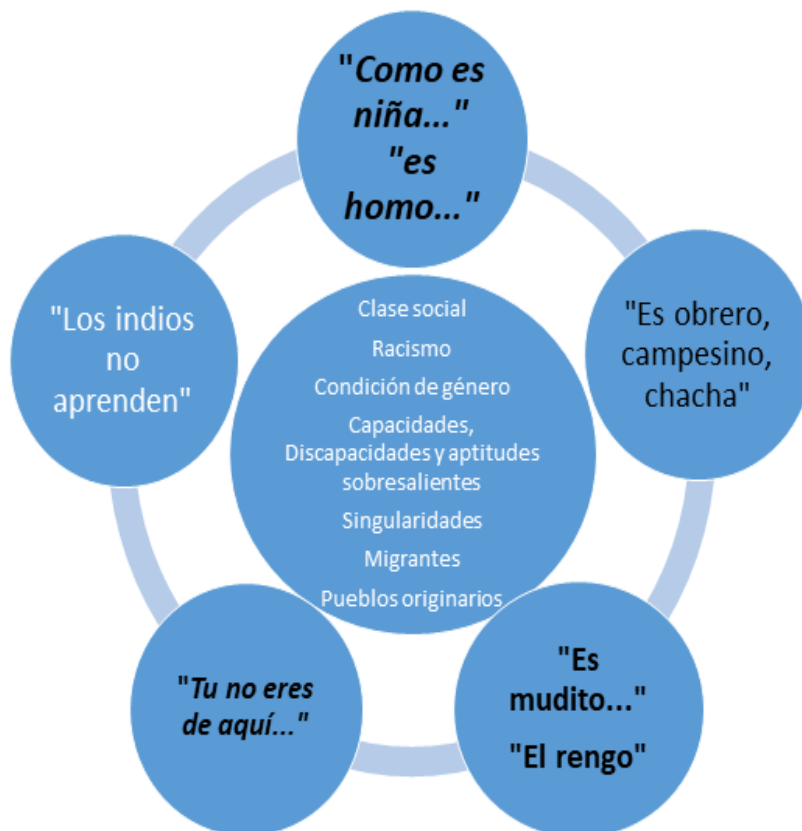 "Como es
niña..."
"es
homo..."
"Los indios
no
aprenden"
"Es obrero,
campesino,
chacha"
Clase social
Racismo
Condición de género
Capacidades,
Discapacidades y aptitudes
sobresalientes
Singularidades
Migrantes
Pueblos originarios
"Tu no eres
de aquí..."
"Es
mudito..."
"El rengo"